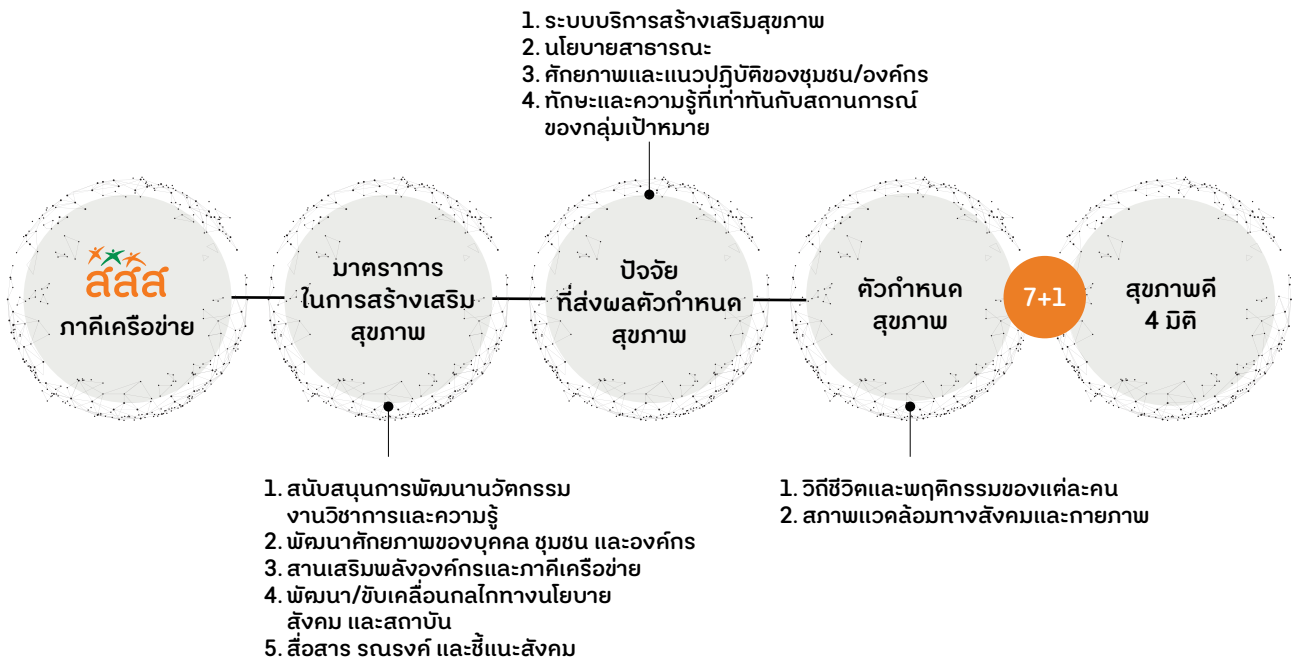 1. ระบบบริการสร้างเสริมสุขภาพ
2. นโยบายสาธารณะ
3. ศักยภาพและแนวปฏิบัติของชุมชน/องค์กร
4. ทักษะและความรู้ที่เท่าทันกับสถานการณ์
ของกลุ่มเป้าหมาย
สสส
ภาคีเครือข่าย
มาตราการ
ในการสร้างเสริม
สุขภาพ
ปัจจัย
ที่ส่งผลตัวกำหนด
สุขภาพ
ตัวกำหนด
สุขภาพ
7+1
สุขภาพดี
4 มิติ
1. สนับสนุนการพัฒนานวัตกรรม
งานวิชาการและความรู้
2. พัฒนาศักยภาพของบุคคล ชุมชน และองค์กร
3. สานเสริมพลังองค์กรและภาคีเครือข่าย
4. พัฒนา/ขับเคลื่อนกลไกทางนโยบาย
สังคม และสถาบัน
5. สื่อสาร รณรงค์ และชี้แนะสังคม
1. วิถีชีวิตและพฤติกรรมของแต่ละคน
2. สภาพแวดล้อมทางสังคมและกายภาพ